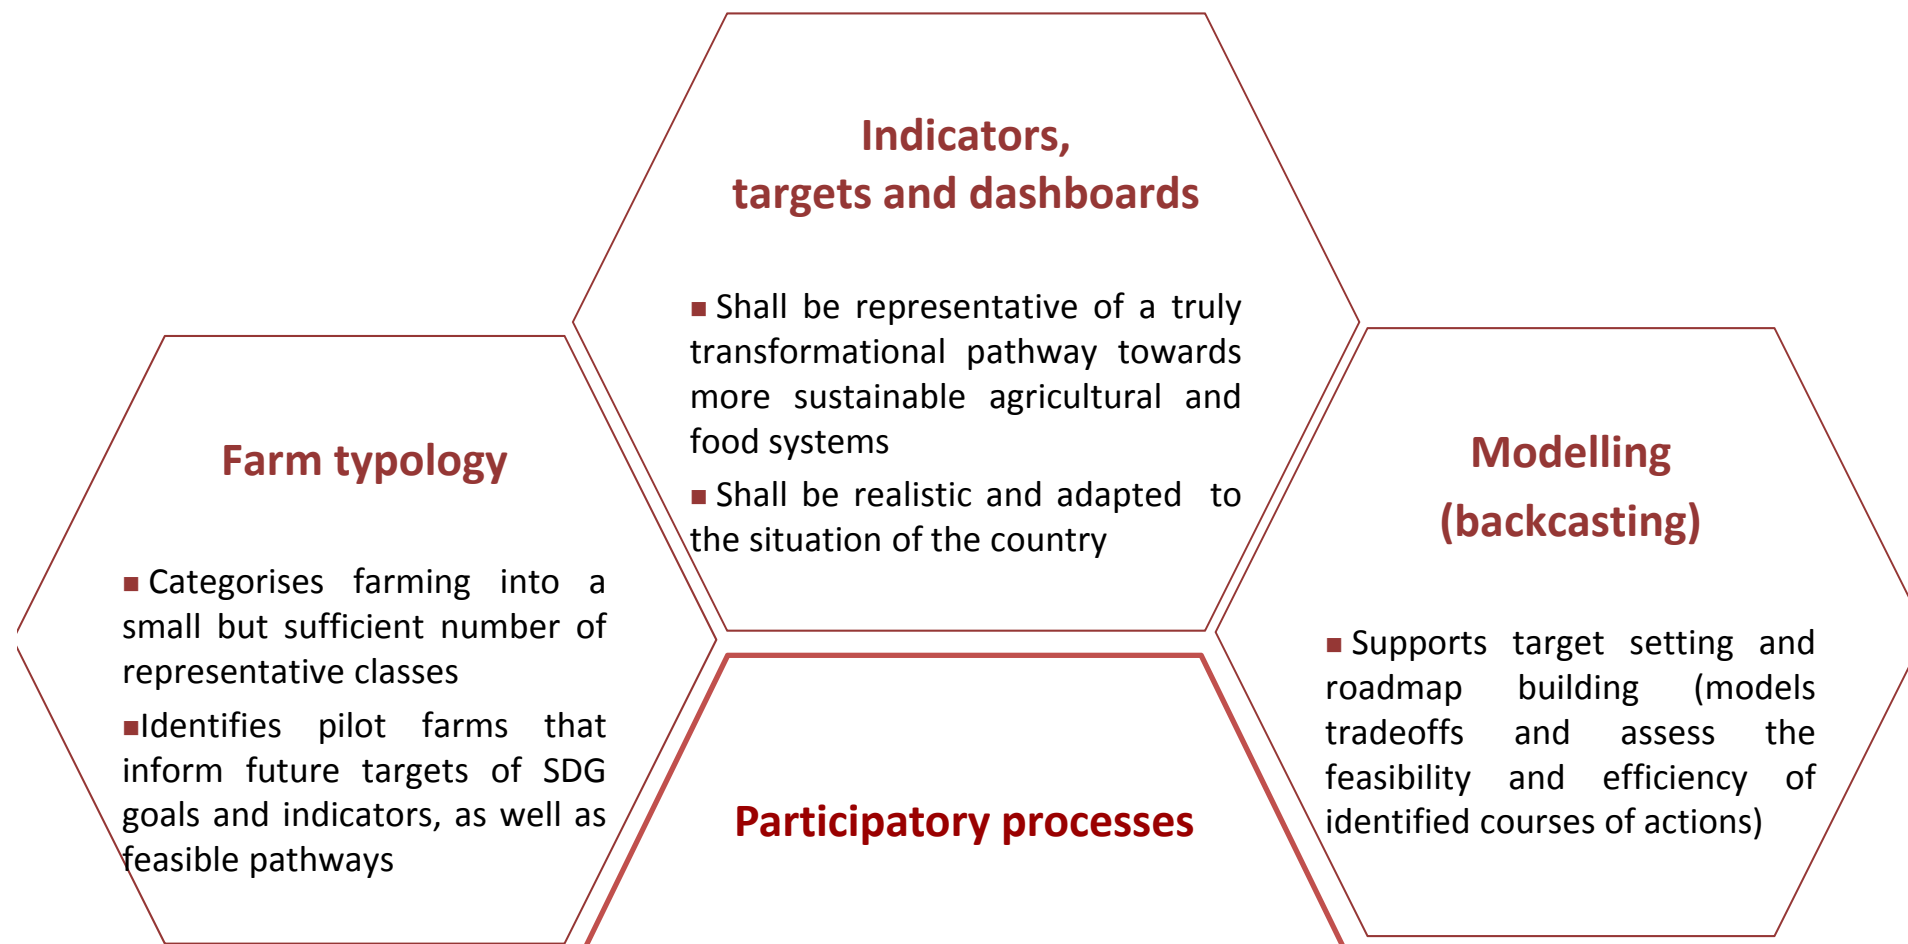 Indicators,
targets and dashboards
■ Shall be representative of a truly
transformational pathway towards
more sustainable agricultural and
food systems
■ Shall be realistic and adapted to
the situation of the country
Farm typology
■ Categorises farming into a
small but sufficient number of
representative classes
■Identifies pilot farms that
inform future targets of SDG
goals and indicators, as well as
feasible pathways
Modelling
(backcasting)
■ Supports target setting and
roadmap building (models
tradeoffs and assess the
feasibility and efficiency of
identified courses of actions)
Participatory processes